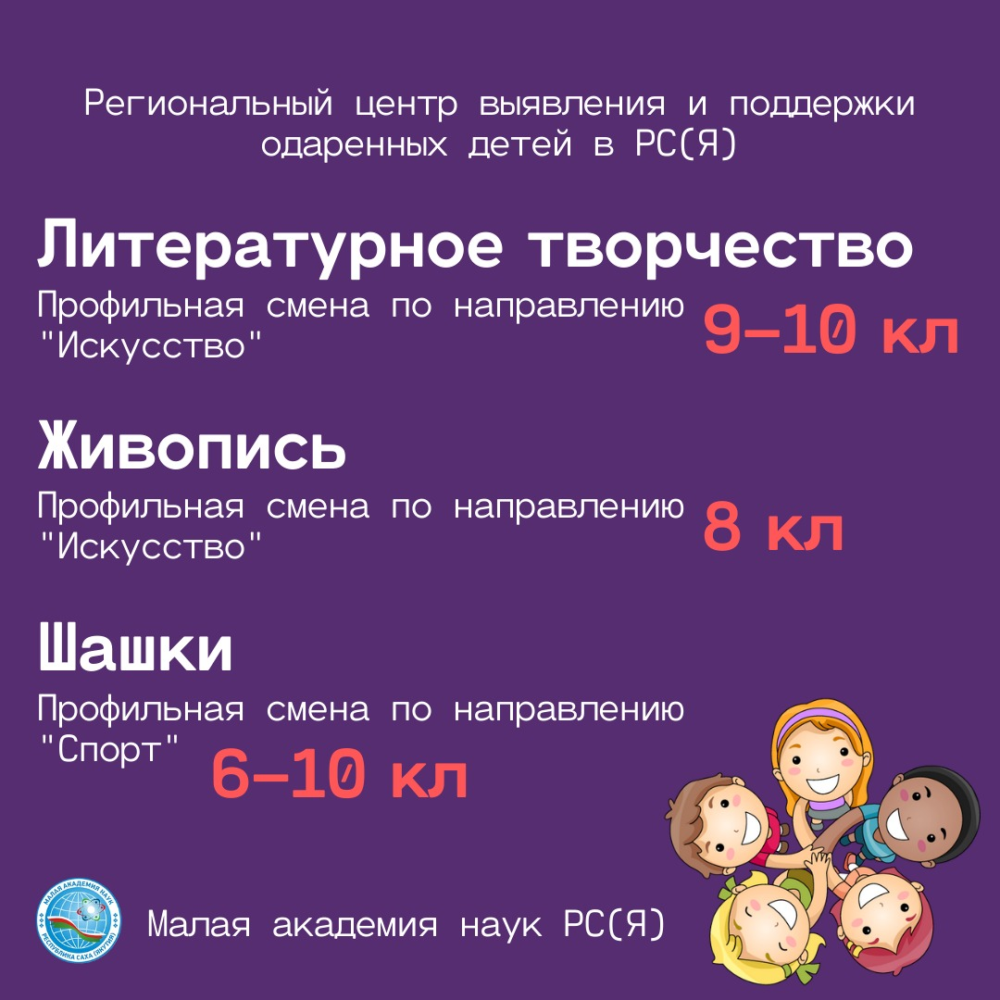 Региональный центр выявления и поддержки
одаренных детей в РС(Я)
Литературное творчество
Профильная смена по направлению
"Искусство"
9–10 кл
Живопись
Профильная смена по направлению
"Искусство"
8 кл
Шашки
Профильная смена по направлению
"Спорт"
6–10 кл
МАЛАЯ АКАДЕМИЯ НАУК
РЕСПУБЛИКА САХА (ЯКУТИЯ)
Малая академия наук РС(Я)